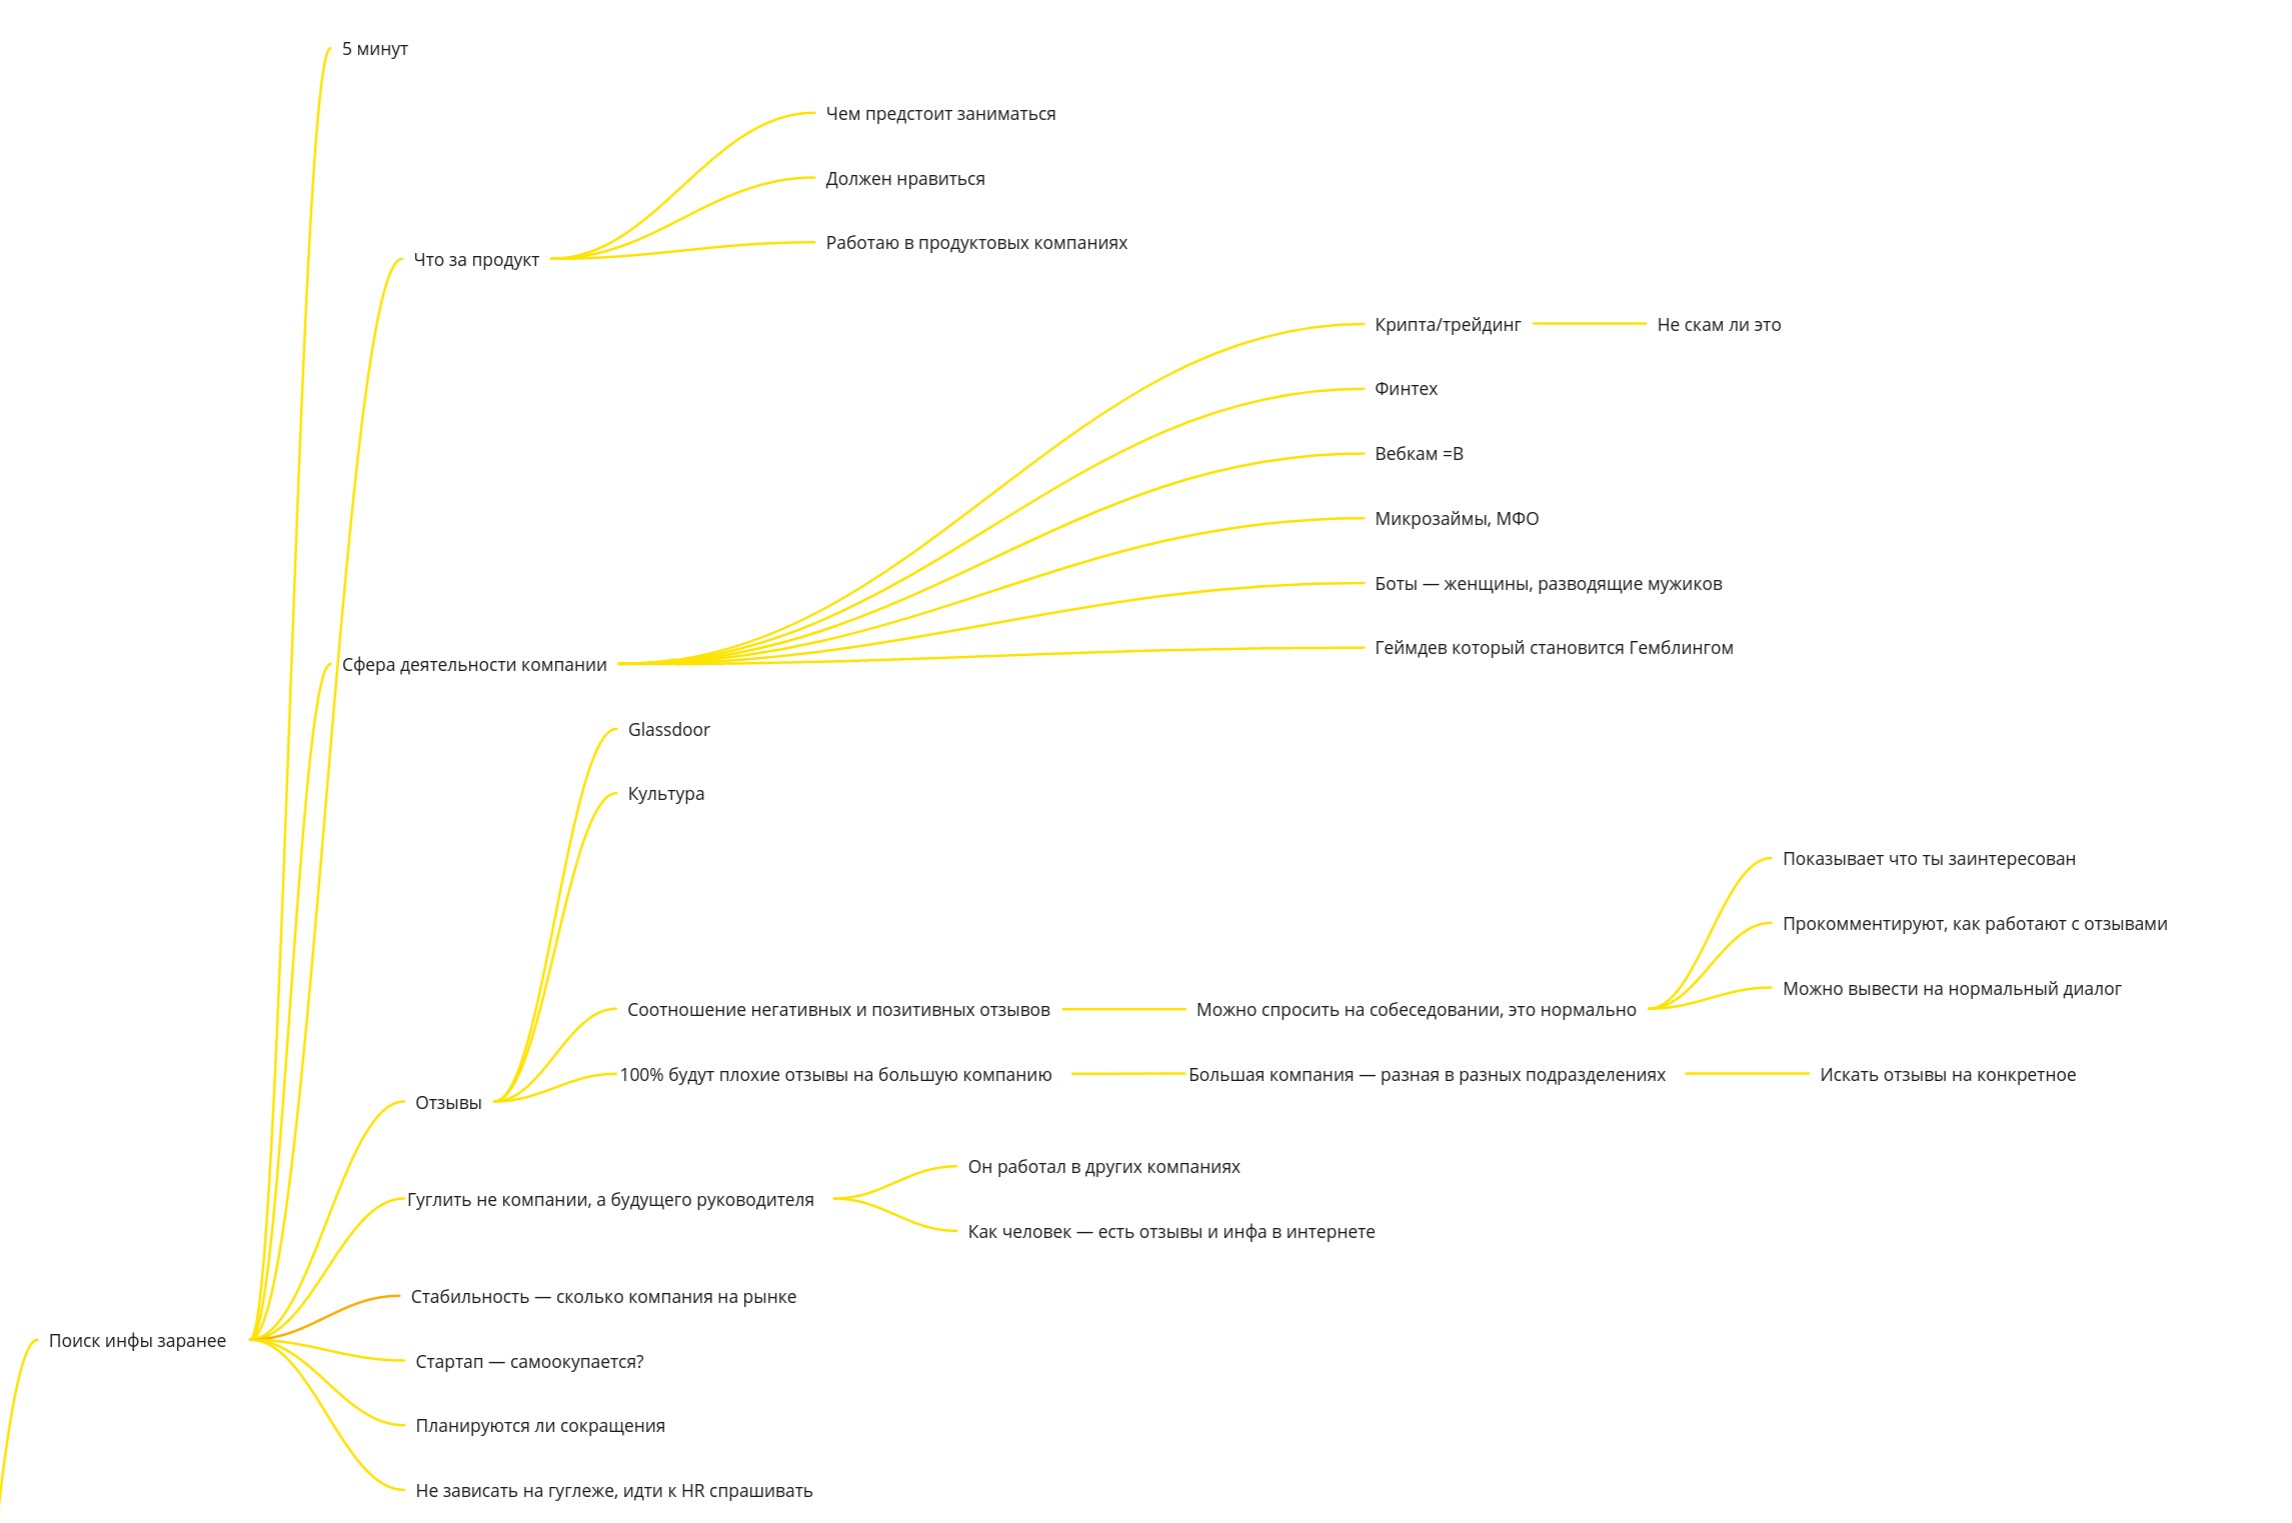 5 минут
Чем предстоит заниматься
Должен нравиться
Работаю в продуктовых компаниях
Что за продукт
Крипта/трейдинг
Не скам ли это
Финтех
Вебкам =В
Микрозаймы, МФО
Боты — женщины, разводящие мужиков
Геймдев который становится Гемблингом
Сфера деятельности компании
Glassdoor
Культура
Показывает что ты заинтересован
Прокомментируют, как работают с отзывами
Можно вывести на нормальный диалог
Соотношение негативных и позитивных отзывов
Можно спросить на собеседовании, это нормально
100% будут плохие отзывы на большую компанию
Большая компания — разная в разных подразделениях
Искать отзывы на конкретное
Отзывы
Он работал в других компаниях
Гуглить не компании, а будущего руководителя
Как человек — есть отзывы и инфа в интернете
Стабильность — сколько компания на рынке
Поиск инфы заранее
Стартап — самоокупается?
Планируются ли сокращения
Не зависать на гуглеже, идти к HR спрашивать